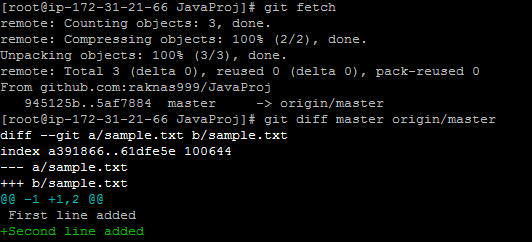 [root@ip-172-31-21-66 JavaProj]# git fetch
remote: Counting objects: 3, done.
remote: Compressing objects: 100% (2/2), done.
Unpacking objects: 100% (3/3), done.
remote: Total 3 (delta 0), reused 0 (delta 0), pack-reused 0
From github.com:raknas999/JavaProj
   945125b..5af7884  master     -> origin/master
[root@ip-172-31-21-66 JavaProj]# git diff master origin/master
diff --git a/sample.txt b/sample.txt
index a391866..61dfe5e 100644
--- a/sample.txt
+++ b/sample.txt
@@ -1 +1,2 @@
 First line added
+Second line added